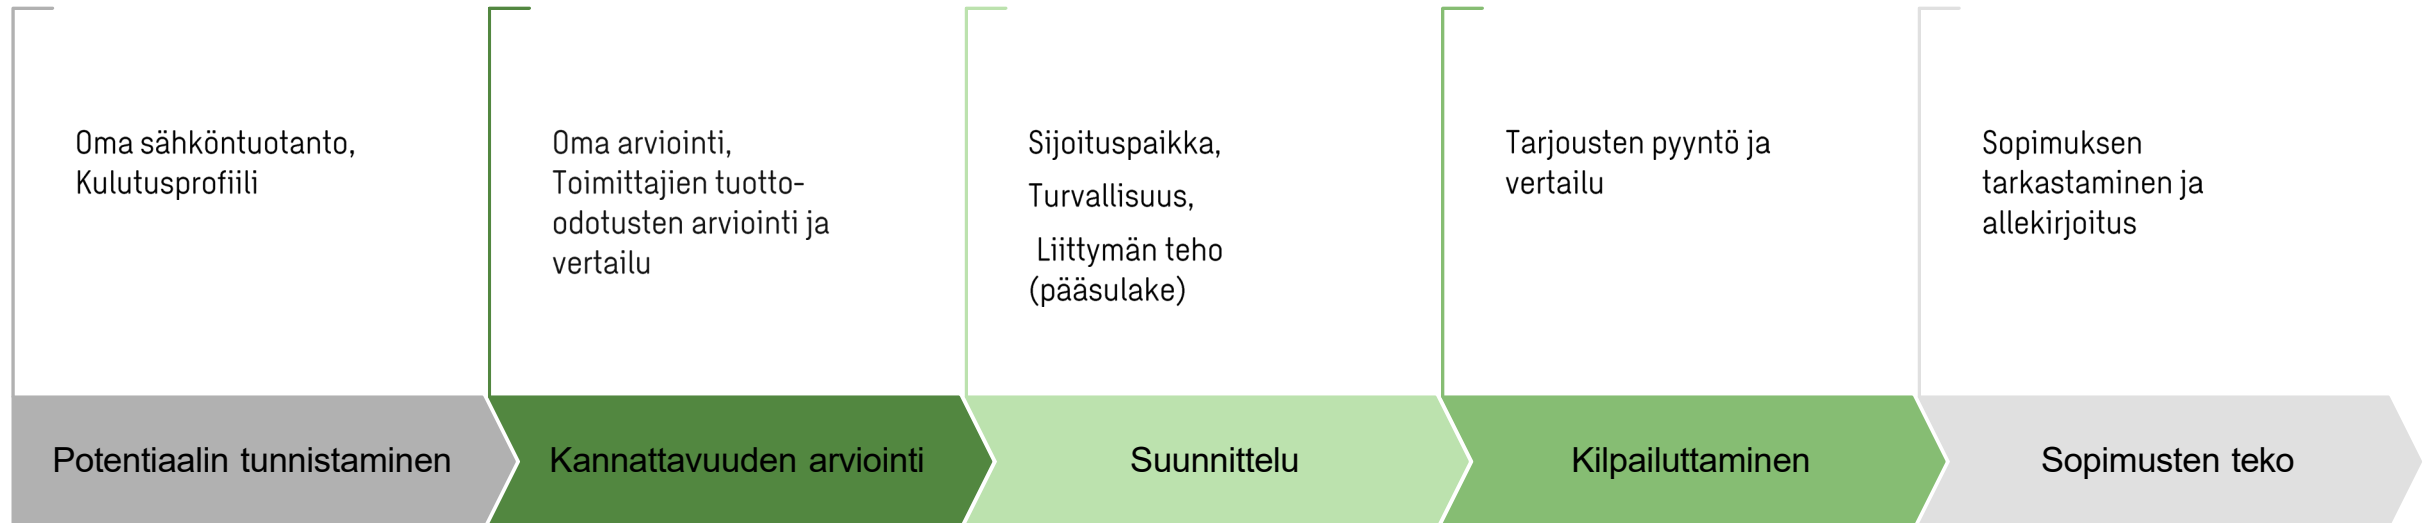 Oma sähköntuotanto,
Kulutusprofiili
Oma arviointi,
Toimittajien tuotto-
odotusten arviointi ja
vertailu
Sijoituspaikka,
Turvallisuus,
Liittymän teho
(pääsulake)
Tarjousten pyyntö ja
vertailu
Sopimuksen
tarkastaminen ja
allekirjoitus
Potentiaalin tunnistaminen
Kannattavuuden arviointi
Suunnittelu
Kilpailuttaminen
Sopimusten teko